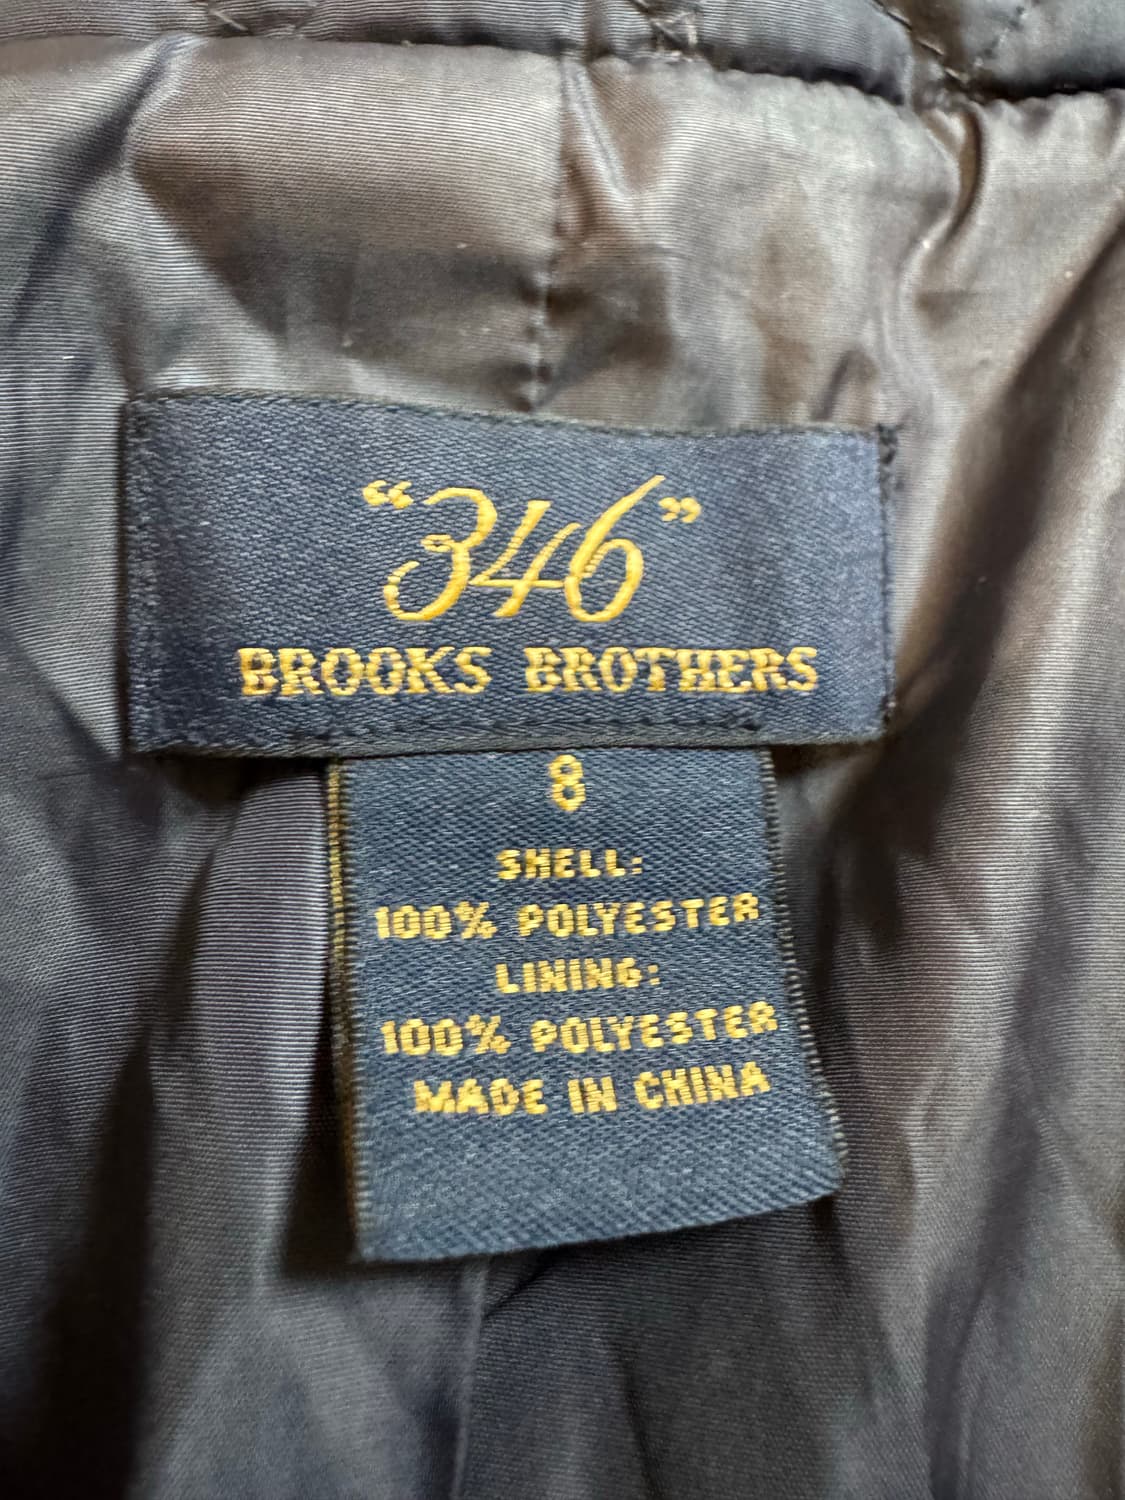 “346”
BROOKS BROTHERS
8
SHELL:
100% POLYESTER
LINING:
100% POLYESTER
MADE IN CHINA